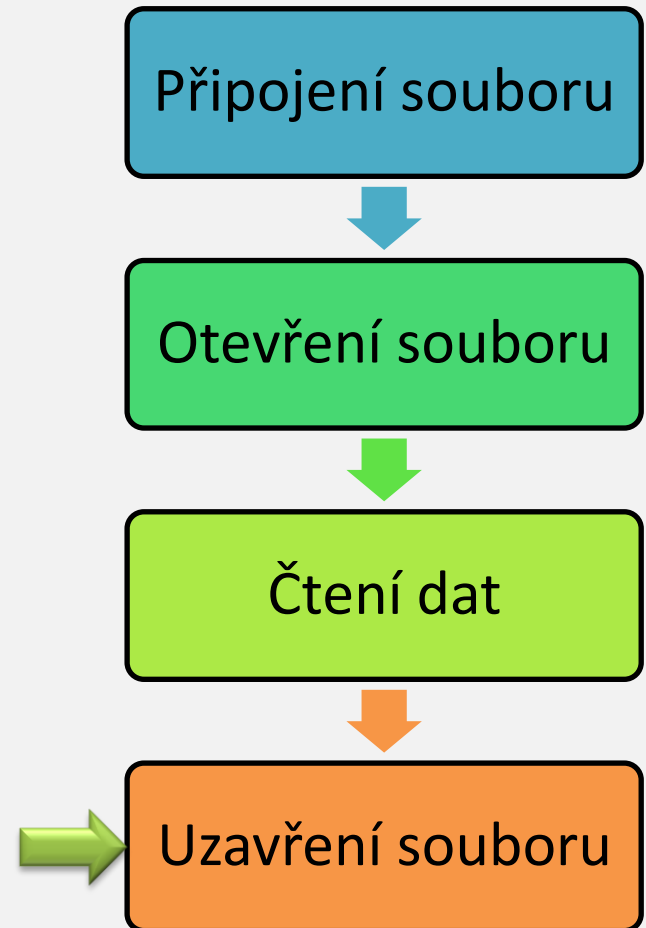 Připojení souboru
Otevření souboru
Čtení dat
Uzavření souboru